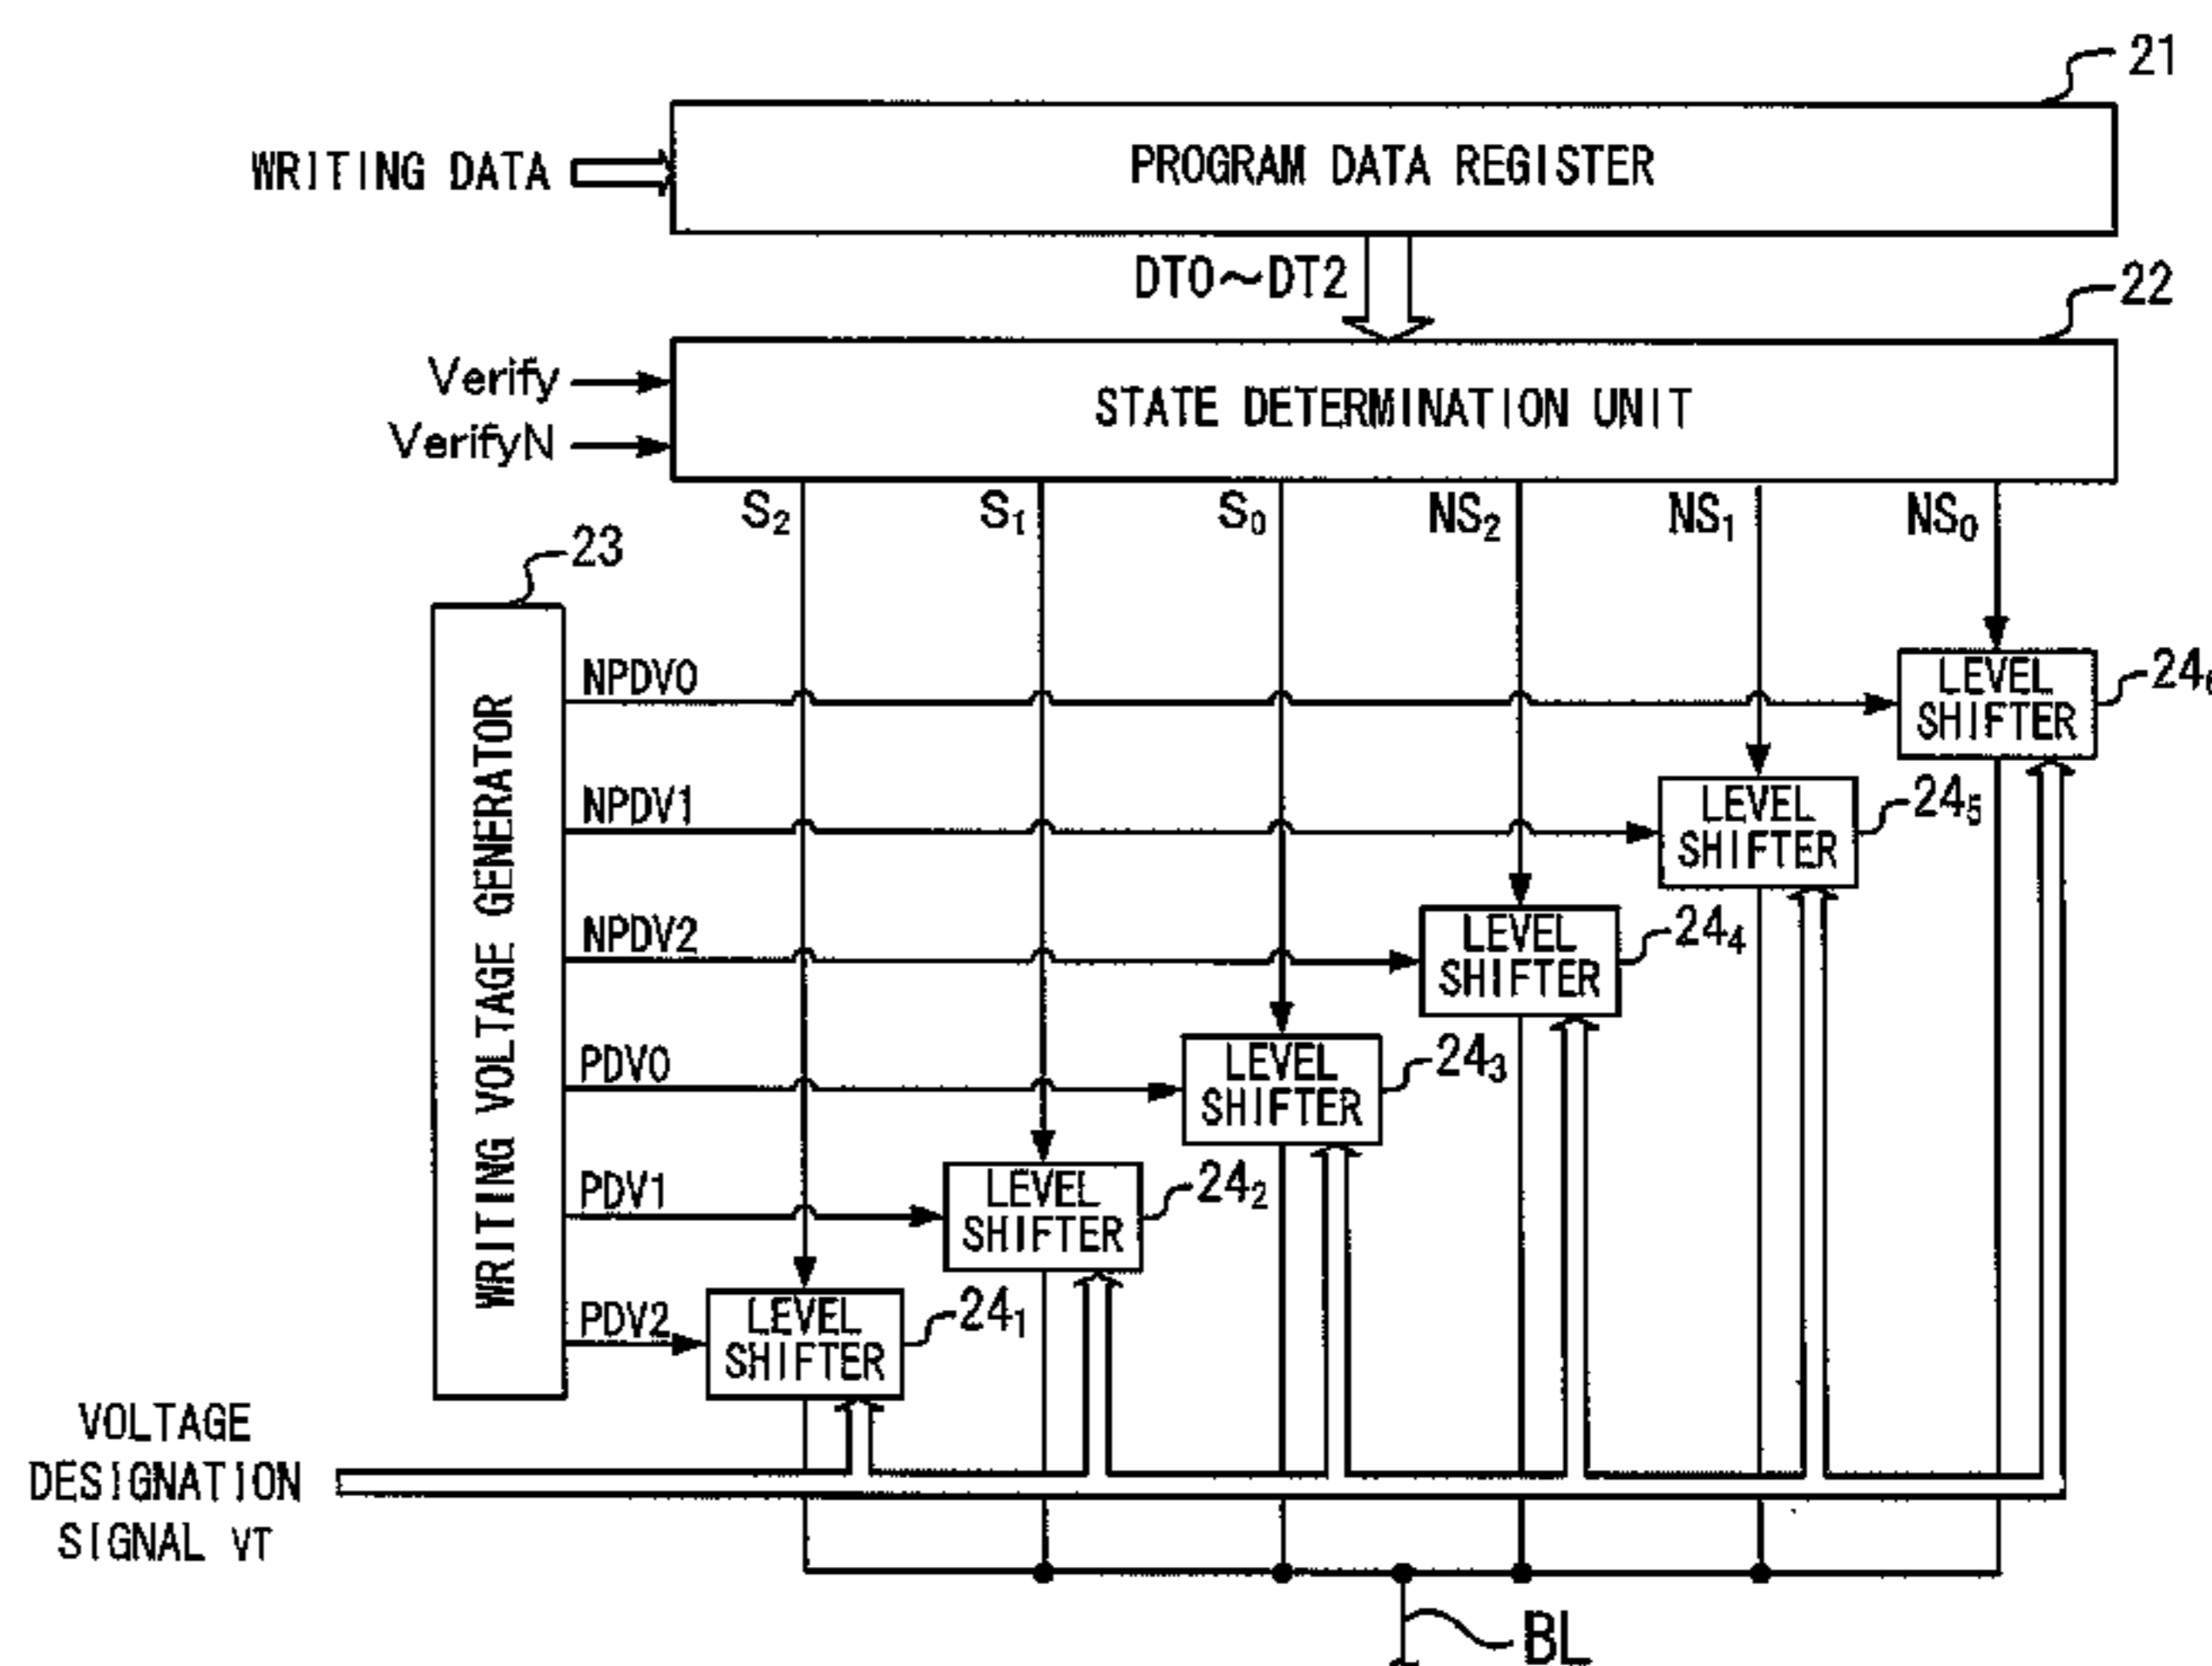 21
WRITING DATA
PROGRAM DATA REGISTER
DT0~DT2
22
Verify
VerifyN
STATE DETERMINATION UNIT
S₂
S₁
S₀
NS₂
NS₁
NS₀
23
WRITING VOLTAGE GENERATOR
NPDV0
LEVEL
SHIFTER
24₆
NPDV1
LEVEL
SHIFTER
24₅
NPDV2
LEVEL
SHIFTER
24₄
PDV0
LEVEL
SHIFTER
24₃
PDV1
LEVEL
SHIFTER
24₂
PDV2
LEVEL
SHIFTER
24₁
VOLTAGE
DESIGNATION
SIGNAL VT
BL